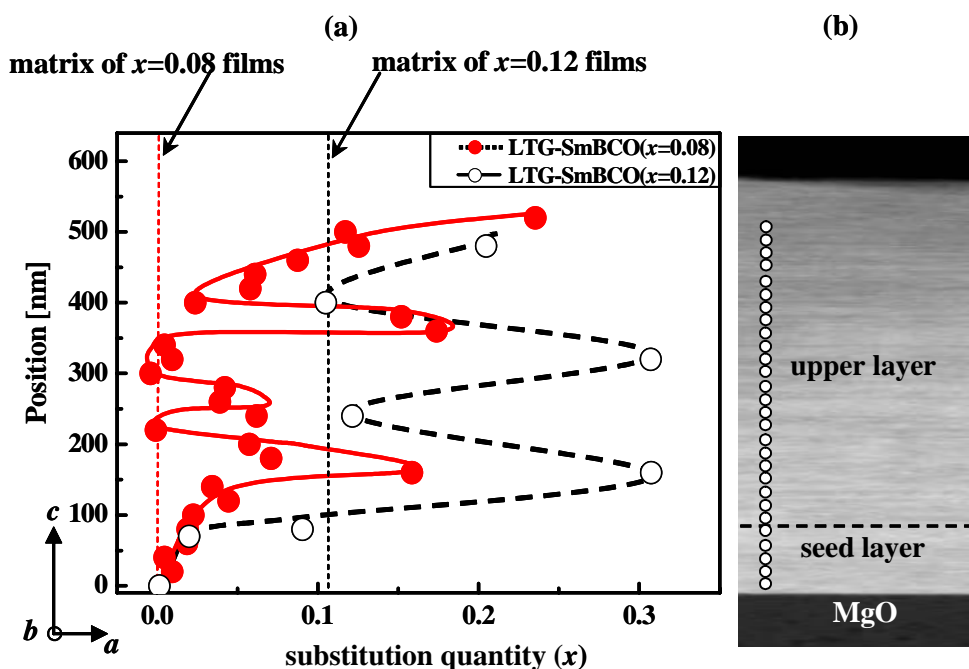 (a)
(b)
matrix of x=0.08 films
matrix of x=0.12 films
LTG-SmBCO(x=0.08)
LTG-SmBCO(x=0.12)
600
500
400
300
200
100
0
Position [nm]
0.0
0.1
0.2
0.3
substitution quantity (x)
c
b
a
upper layer
seed layer
MgO